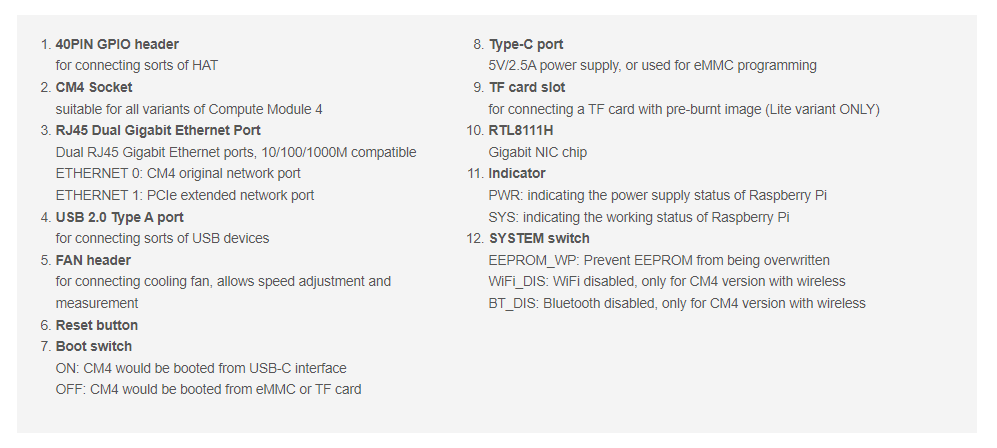 1. 40PIN GPIO header
for connecting sorts of HAT
2. CM4 Socket
suitable for all variants of Compute Module 4
3. RJ45 Dual Gigabit Ethernet Port
Dual RJ45 Gigabit Ethernet ports, 10/100/1000M compatible
ETHERNET 0: CM4 original network port
ETHERNET 1: PCIe extended network port
4. USB 2.0 Type A port
for connecting sorts of USB devices
5. FAN header
for connecting cooling fan, allows speed adjustment and
measurement
6. Reset button
7. Boot switch
ON: CM4 would be booted from USB-C interface
OFF: CM4 would be booted from eMMC or TF card
8. Type-C port
5V/2.5A power supply, or used for eMMC programming
9. TF card slot
for connecting a TF card with pre-burnt image (Lite variant ONLY)
10. RTL8111H
Gigabit NIC chip
11. Indicator
PWR: indicating the power supply status of Raspberry Pi
SYS: indicating the working status of Raspberry Pi
12. SYSTEM switch
EEPROM_WP: Prevent EEPROM from being overwritten
WiFi_DIS: WiFi disabled, only for CM4 version with wireless
BT_DIS: Bluetooth disabled, only for CM4 version with wireless